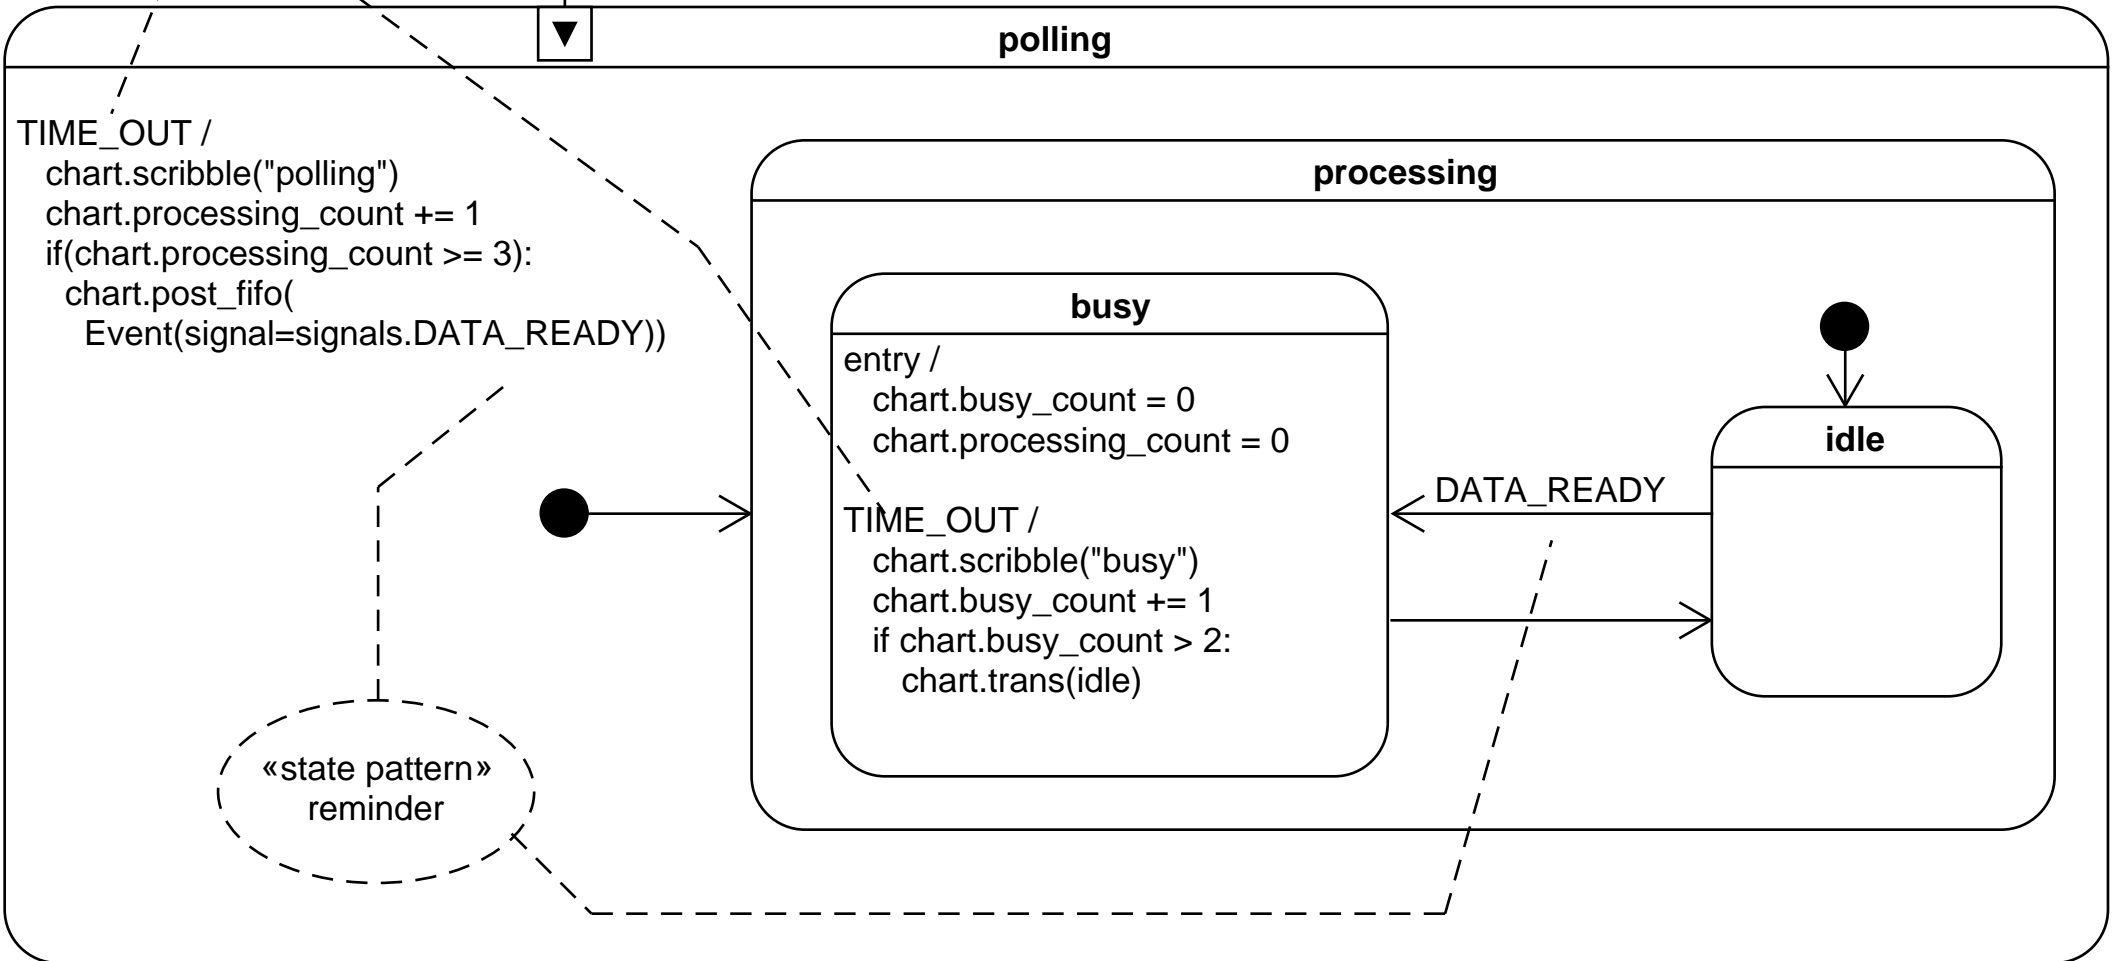 polling
TIME_OUT /
chart.scribble("polling")
chart.processing_count += 1
if(chart.processing_count >= 3):
chart.post_fifo(
Event(signal=signals.DATA_READY))
processing
busy
entry /
chart.busy_count = 0
chart.processing_count = 0
TIME_OUT /
chart.scribble("busy")
chart.busy_count += 1
if chart.busy_count > 2:
chart.trans(idle)
DATA_READY
idle
«state pattern»
reminder